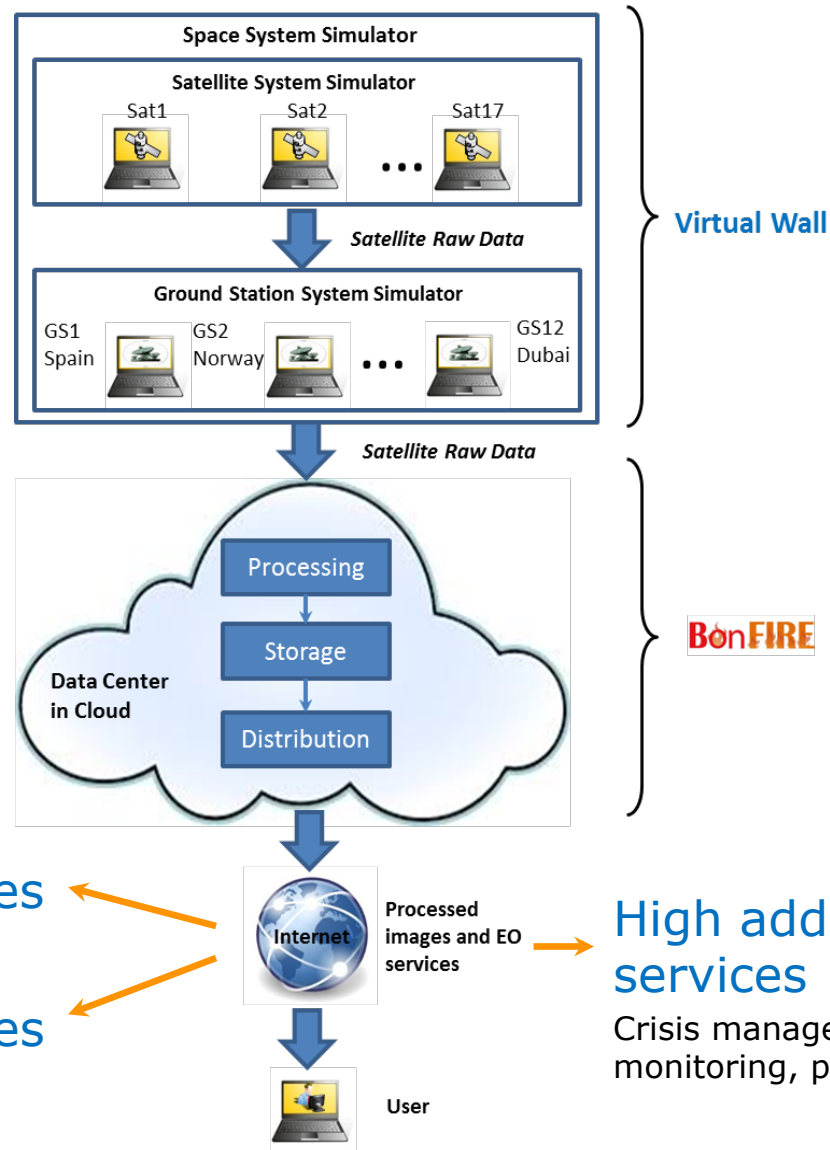 Space System Simulator
Satellite System Simulator
Sat1
Sat2
Sat17
...
Satellite Raw Data
Virtual Wall
Ground Station System Simulator
GS1
Spain
GS2
Norway
...
GS12
Dubai
Satellite Raw Data
Processing
Storage
Distribution
Data Center
in Cloud
BonFIRE
es
es
Internet
Processed
images and EO
services
High add
services
Crisis manage
monitoring, p
User